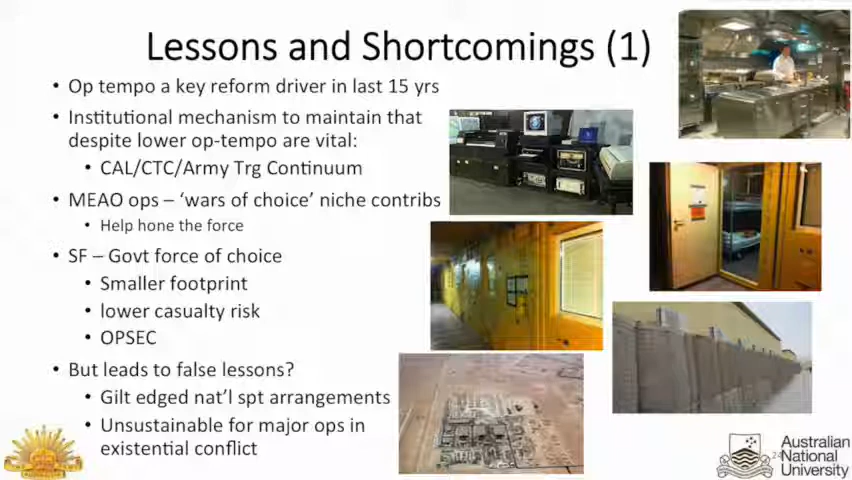 Lessons and Shortcomings (1)
• Op tempo a key reform driver in last 15 yrs
• Institutional mechanism to maintain that
despite lower op-tempo are vital:
• CAL/CTC/Army Trg Continuum
• MEAO ops – ‘wars of choice’ niche contribs
• Help hone the force
• SF – Govt force of choice
• Smaller footprint
• lower casualty risk
• OPSEC
• But leads to false lessons?
• Gilt edged nat’l spt arrangements
• Unsustainable for major ops in
existential conflict
Australian
National
University